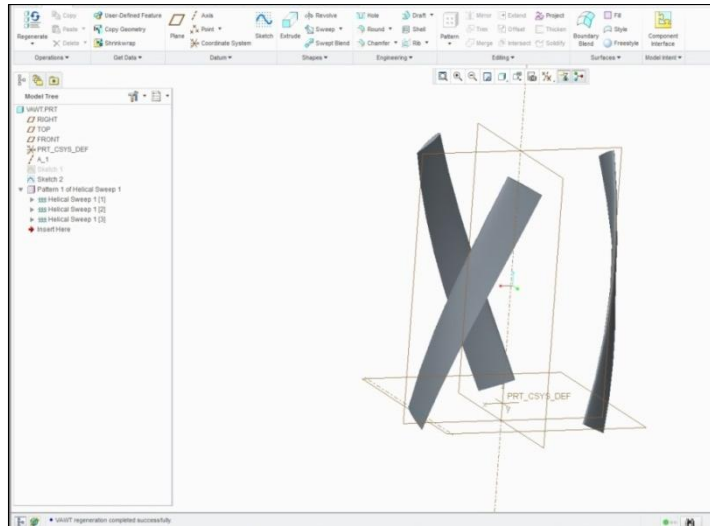 Regenerate
Copy
Paste
Delete
User-Defined Feature
Copy Geometry
Shrinkwrap
Plane
Axis
Point
Coordinate System
Sketch
Extrude
Revolve
Sweep
Swept Blend
Hole
Round
Chamfer
Draft
Shell
Rib
Pattern
Mirror
Trim
Merge
Extend
Offset
Intersect
Project
Thicken
Solidify
Boundary
Blend
Fill
Style
Freestyle
Component
Interface
Operations
Get Data
Datum
Shapes
Engineering
Editing
Surfaces
Model Intent
Model Tree
VAWT.PRT
RIGHT
TOP
FRONT
PRT_CSYS_DEF
A_1
Sketch 1
Sketch 2
Pattern 1 of Helical Sweep 1
Helical Sweep 1 [1]
Helical Sweep 1 [2]
Helical Sweep 1 [3]
Insert Here
PRT_CSYS_DEF
VAWT regeneration completed successfully.